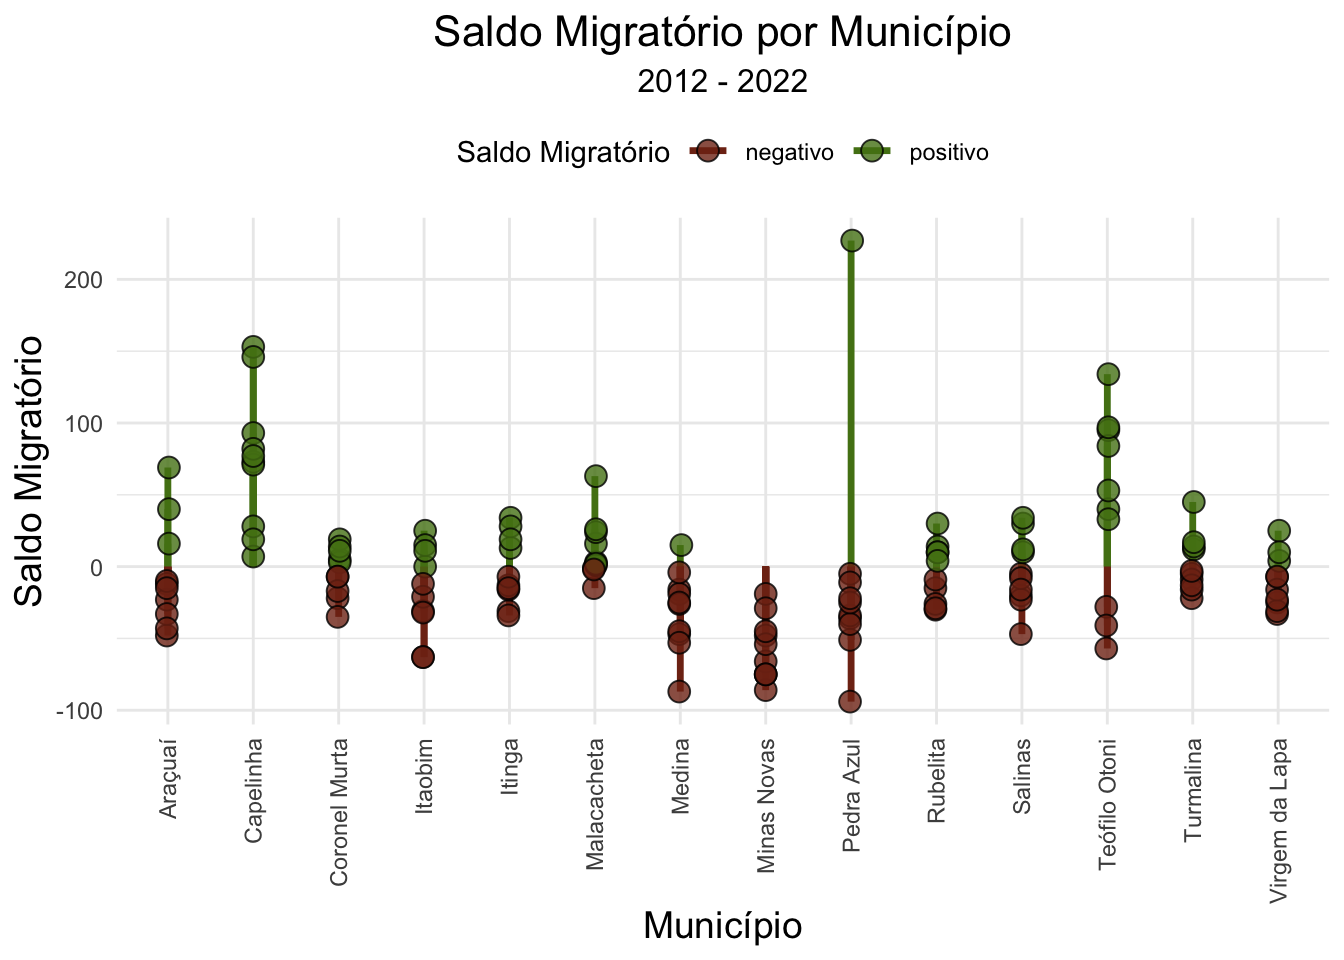 Saldo Migratório por Município
2012 - 2022
Saldo Migratório negativo positivo
Saldo Migratório
200
100
0
-100
Araçuaí
Capelinha
Coronel Murta
Itaobim
Itinga
Malacacheta
Medina
Minas Novas
Pedra Azul
Rubelita
Salinas
Teófilo Otoni
Turmalina
Virgem da Lapa
Município